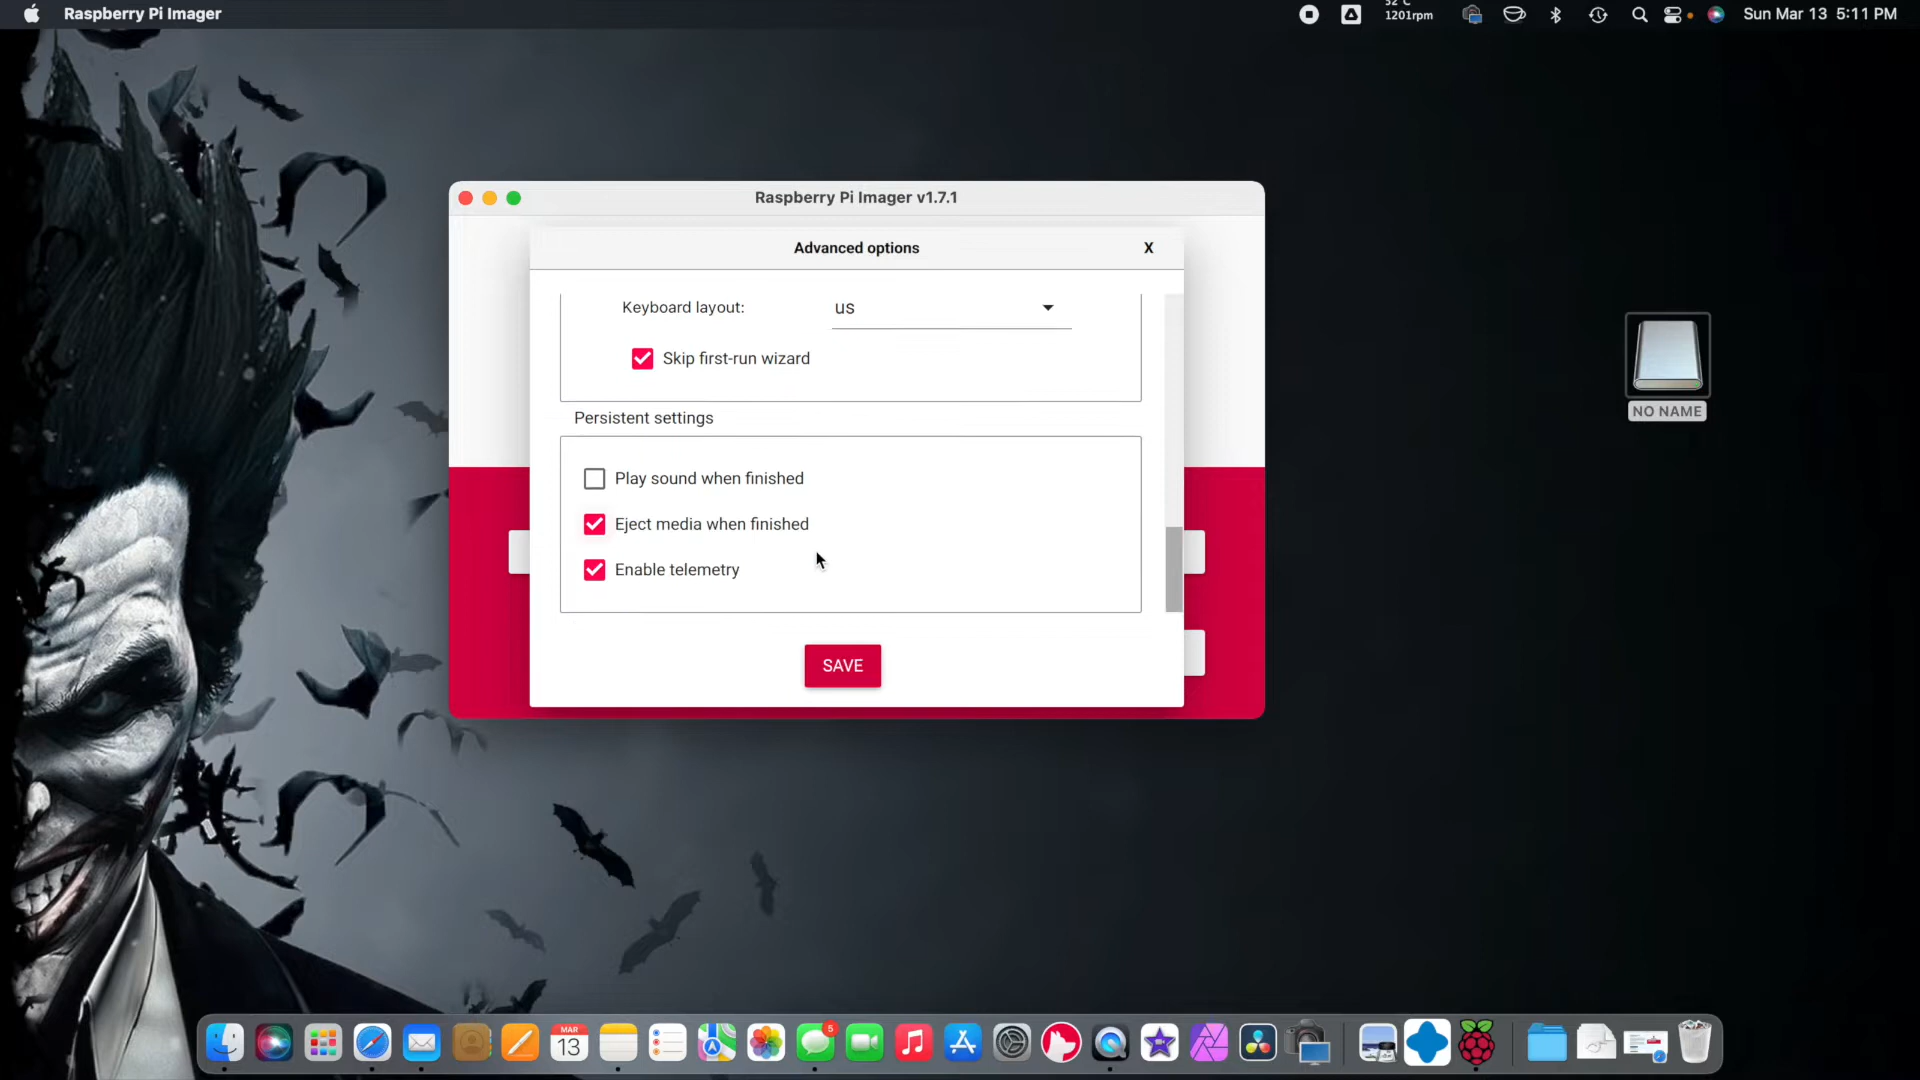 Raspberry Pi Imager
1201rpm
Sun Mar 13 5:11 PM
Raspberry Pi Imager v1.7.1
Advanced options
X
Keyboard layout:
us
Skip first-run wizard
Persistent settings
Play sound when finished
Eject media when finished
Enable telemetry
SAVE
NO NAME
MAR
13
5